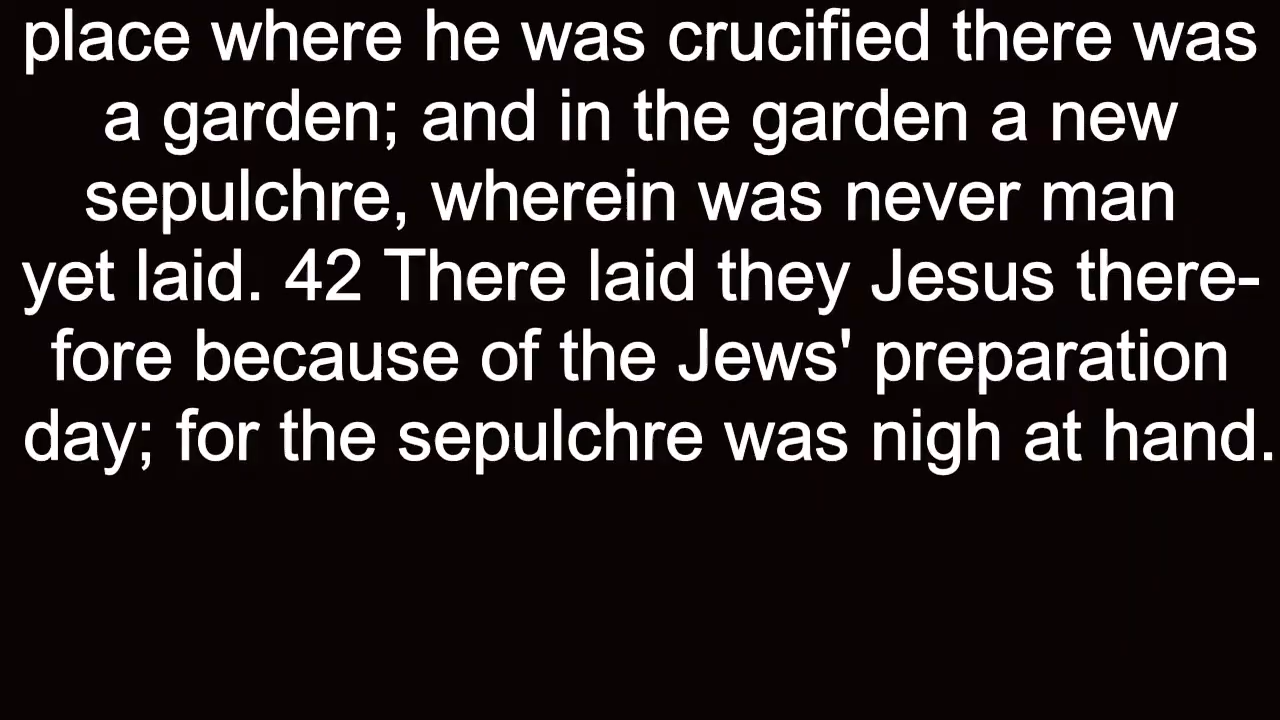 place where he was crucified there was
a garden; and in the garden a new
sepulchre, wherein was never man
yet laid. 42 There laid they Jesus there-
fore because of the Jews' preparation
day; for the sepulchre was nigh at hand.